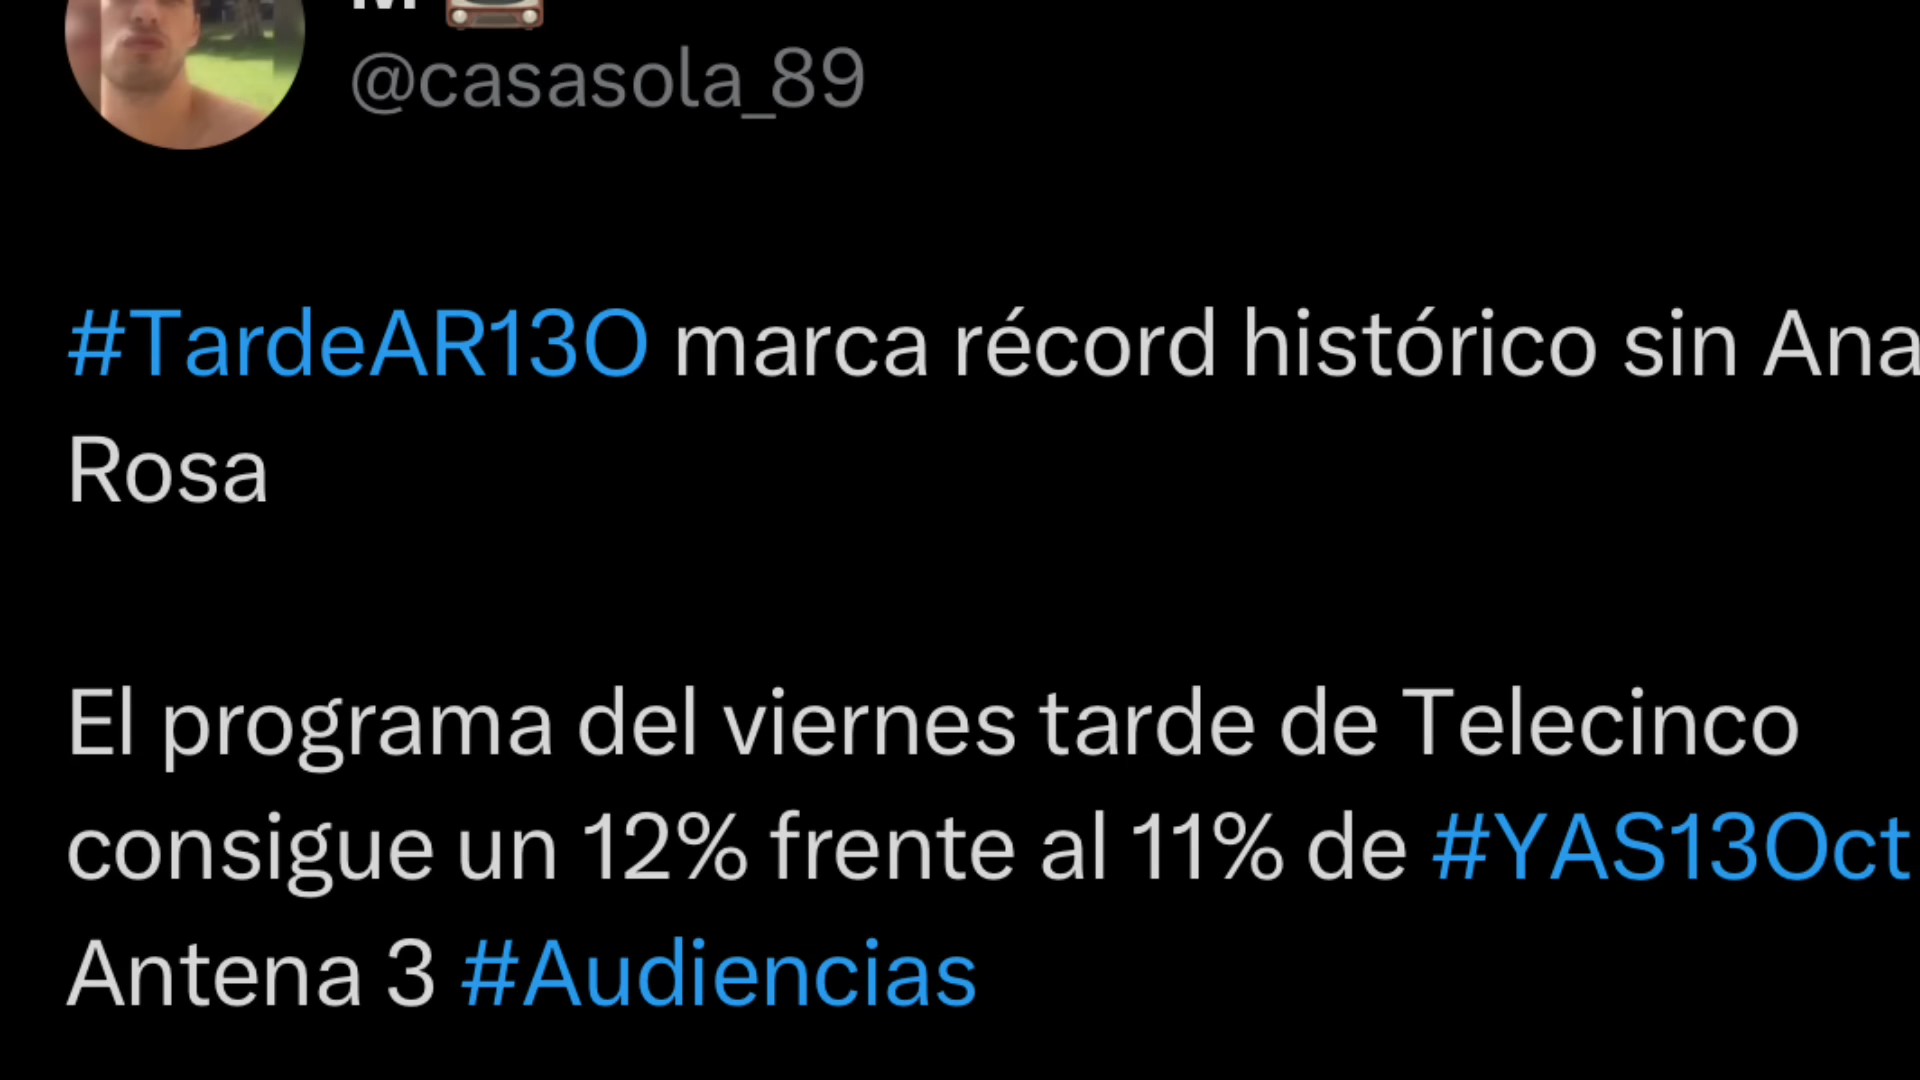 @casasola_89
#TardeAR13O marca récord histórico sin Ana
Rosa
El programa del viernes tarde de Telecinco
consigue un 12% frente al 11% de #YAS13Oct
Antena 3 #Audiencias